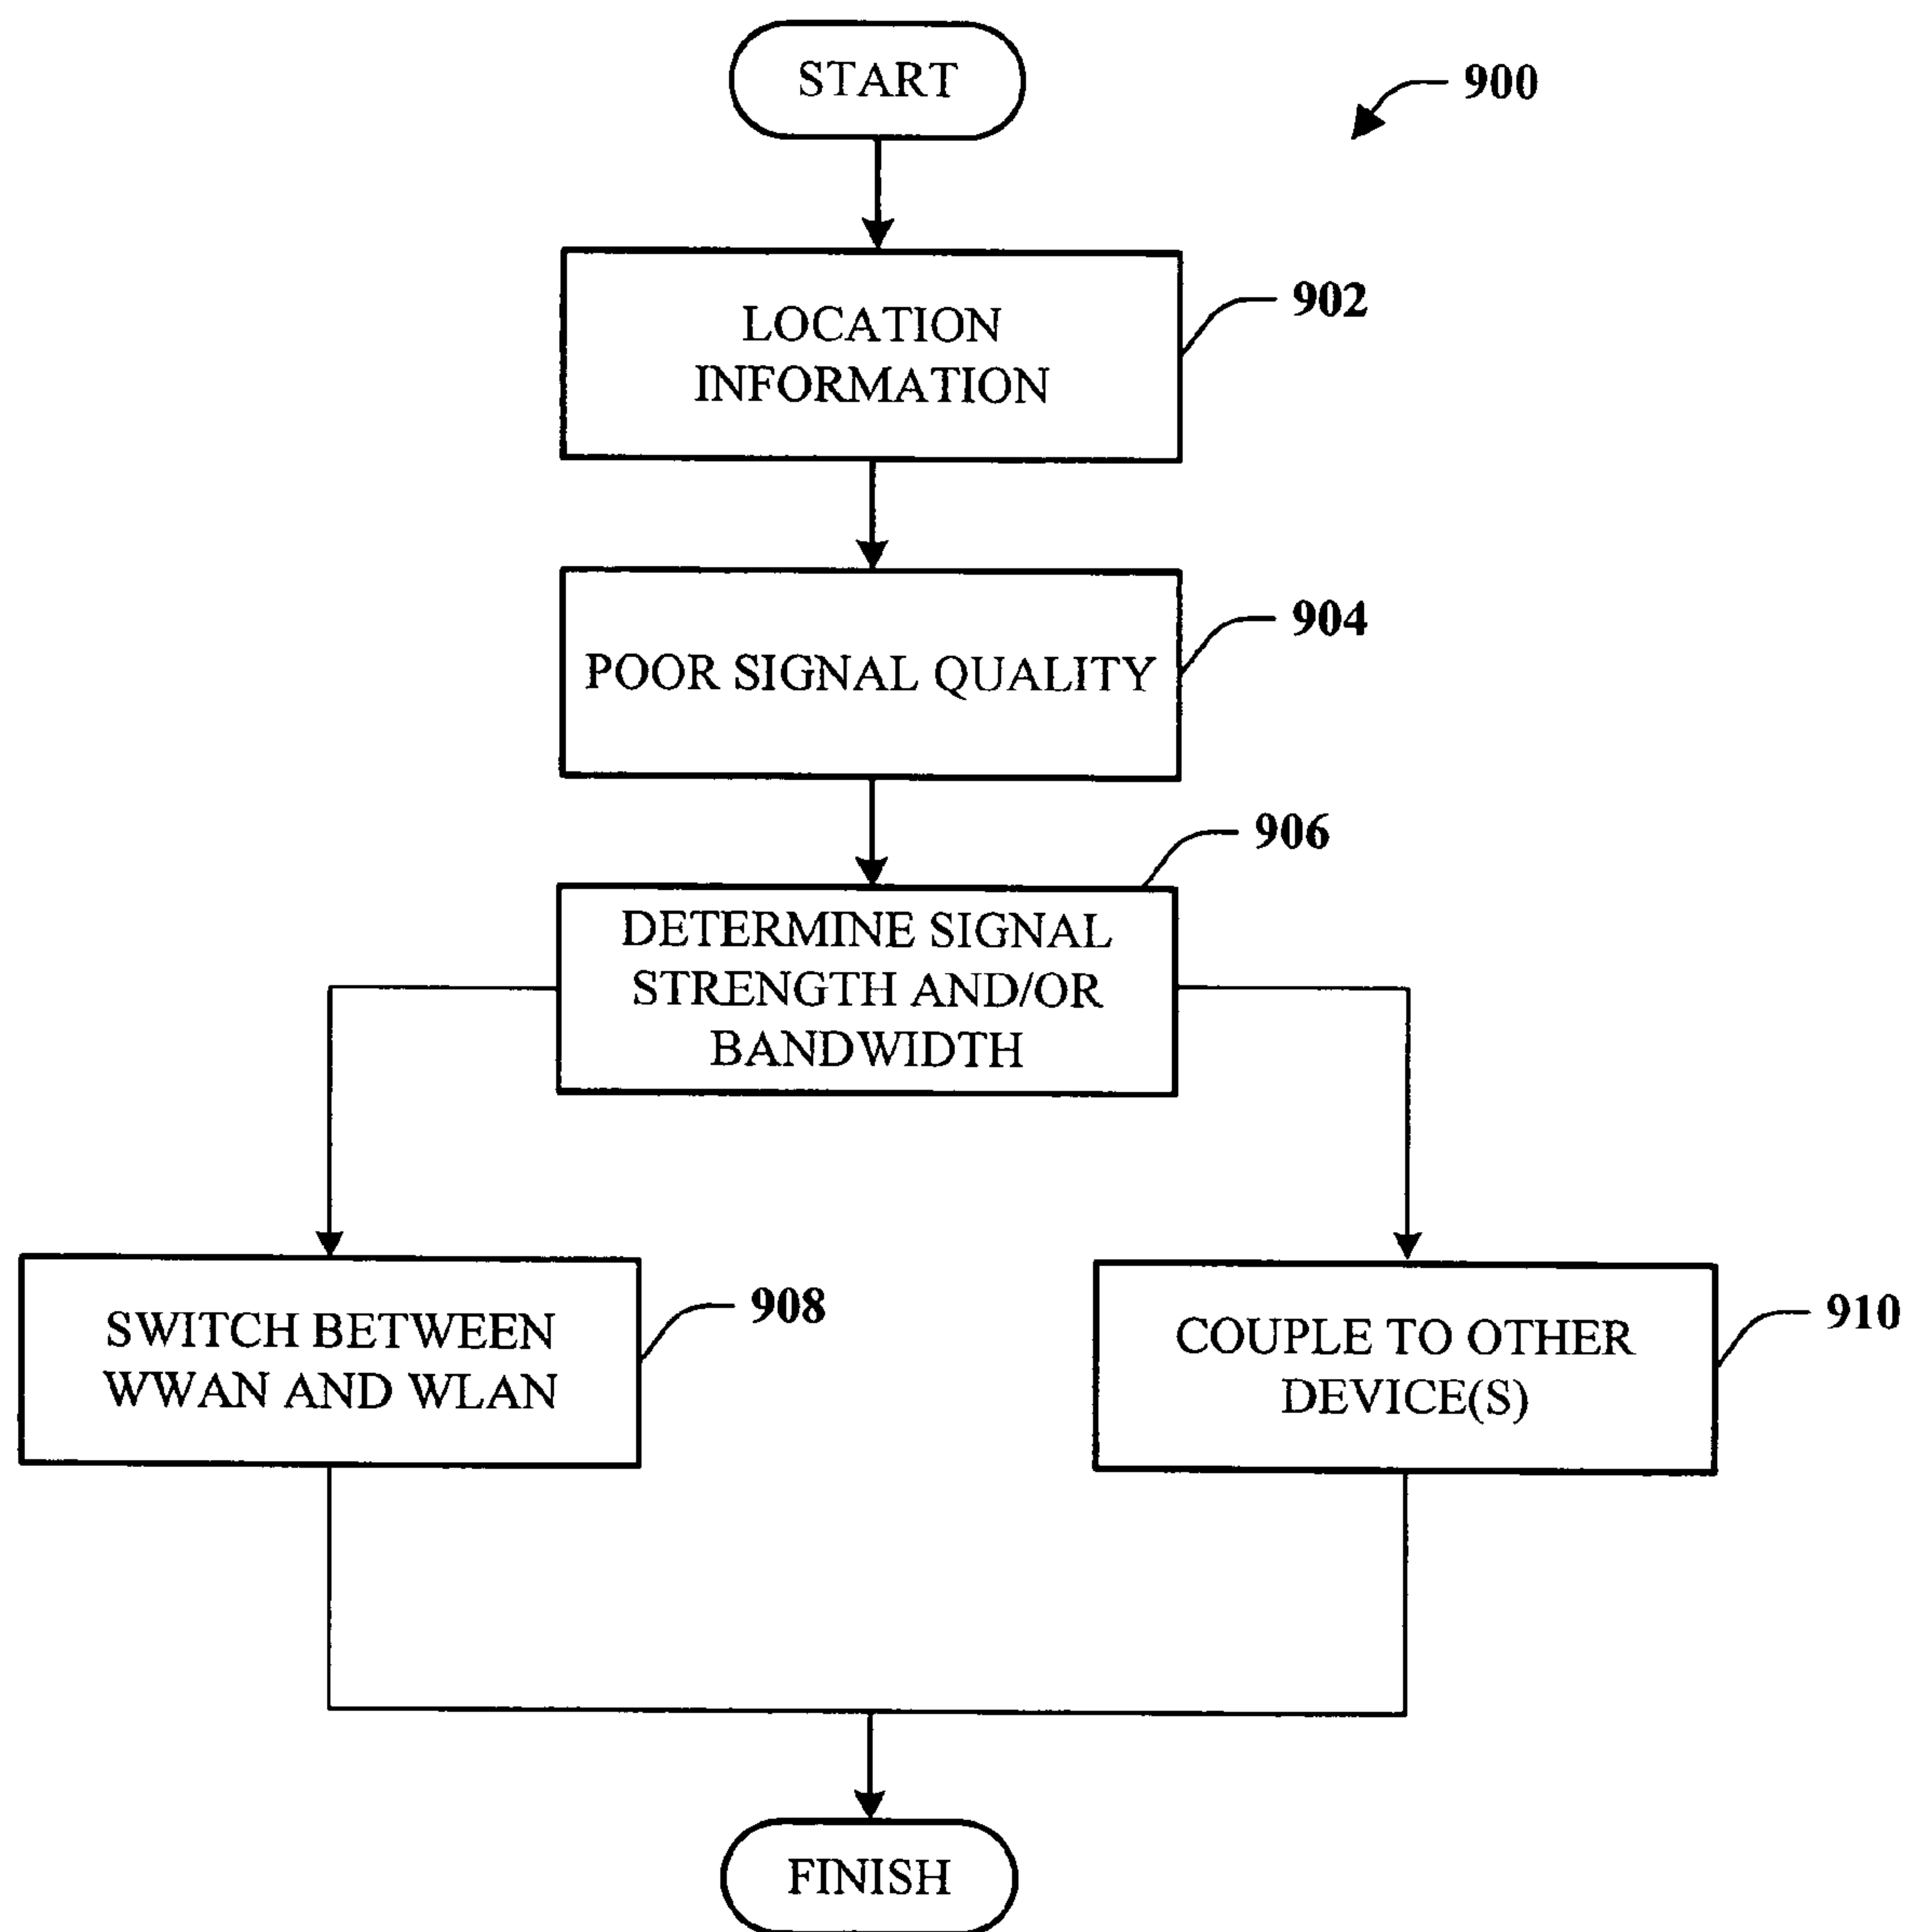 START
900
LOCATION
INFORMATION
902
POOR SIGNAL QUALITY
904
906
DETERMINE SIGNAL
STRENGTH AND/OR
BANDWIDTH
SWITCH BETWEEN
WWAN AND WLAN
908
COUPLE TO OTHER
DEVICE(S)
910
FINISH